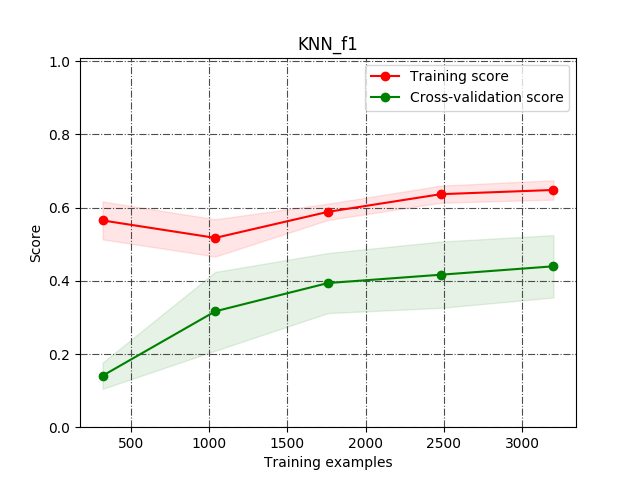 KNN_f1
1.0
0.8
0.6
0.4
0.2
0.0
Score
Training score
Cross-validation score
500
1000
1500
2000
2500
3000
Training examples